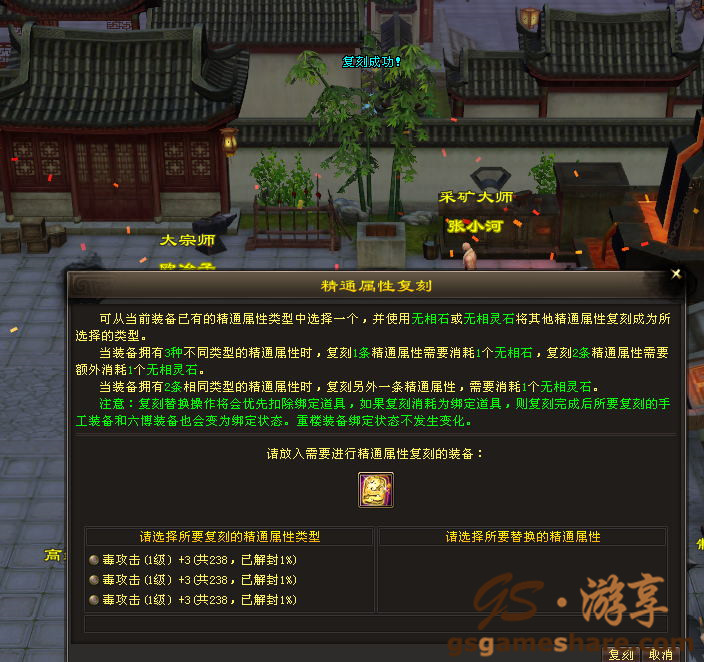 复刻成功！
采矿大师
张小河
大宗师
精通属性复刻
可从当前装备已有的精通属性类型中选择一个，并使用无相石或无相灵石将其他精通属性复刻成为所
选择的类型。
当装备拥有3种不同类型的精通属性时，复刻1条精通属性需要消耗1个无相石，复刻2条精通属性需要
额外消耗1个无相灵石。
当装备拥有2条相同类型的精通属性时，复刻另外一条精通属性，需要消耗1个无相灵石。
注意：复刻替换操作将会优先扣除绑定道具，如果复刻消耗为绑定道具，则复刻完成后所要复刻的手
工装备和六博装备也会变为绑定状态。重楼装备绑定状态不发生变化。
请放入需要进行精通属性复刻的装备：
请选择所要复刻的精通属性类型
请选择所要替换的精通属性
毒攻击(1级) +3(共238，已解封1%)
毒攻击(1级) +3(共238，已解封1%)
毒攻击(1级) +3(共238，已解封1%)
高
GS·游享
gsgameshare.com
复刻
取消